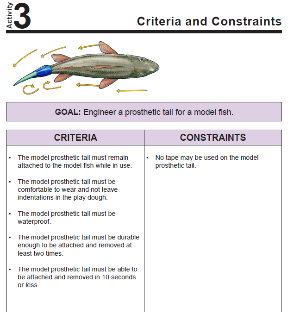 Activity
3
Criteria and Constraints
GOAL: Engineer a prosthetic tail for a model fish.
CRITERIA
• The model prosthetic tail must remain
attached to the model fish while in use.
• The model prosthetic tail must be
comfortable to wear and not leave
indentations in the play dough.
• The model prosthetic tail must be
waterproof.
• The model prosthetic tail must be durable
enough to be attached and removed at
least two times.
• The model prosthetic tail must be able to
be attached and removed in 10 seconds
or less
CONSTRAINTS
• No tape may be used on the model
prosthetic tail.